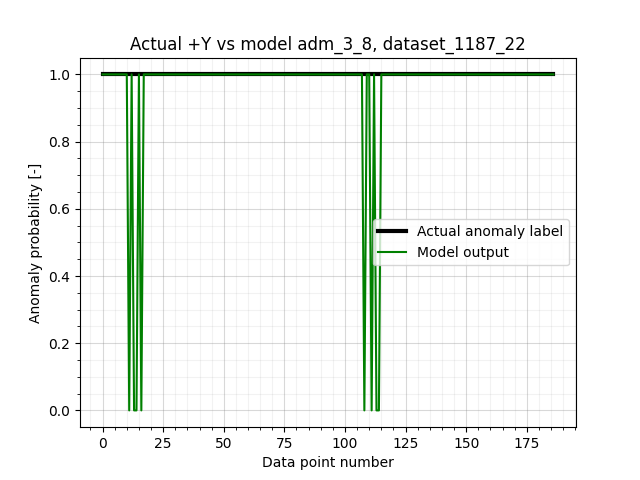 Actual +Y vs model adm_3_8, dataset_1187_22
Anomaly probability [-]
1.0
0.8
0.6
0.4
0.2
0.0
Actual anomaly label
Model output
0 25 50 75 100 125 150 175
Data point number